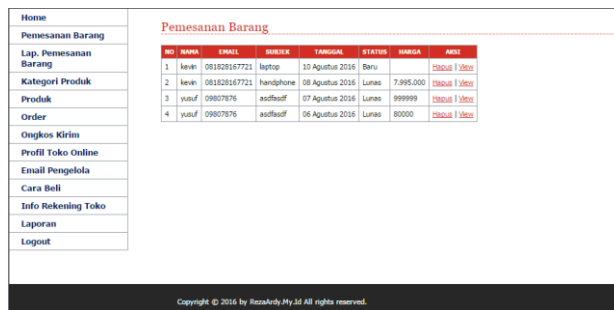 Home
Pemesanan Barang
Lap. Pemesanan
Barang
Kategori Produk
Produk
Order
Ongkos Kirim
Profil Toko Online
Email Pengelola
Cara Beli
Info Rekening Toko
Laporan
Logout
Pemesanan Barang
NO NAMA EMAIL SUBJEK TANGGAL STATUS HARGA AKSI
1 kevin 081828167721 laptop 10 Agustus 2016 Baru Hapus | View
2 kevin 081828167721 handphone 08 Agustus 2016 Lunas 7.995.000 Hapus | View
3 yusuf 09807876 asdfasdf 07 Agustus 2016 Lunas 999999 Hapus | View
4 yusuf 09807876 asdfasdf 06 Agustus 2016 Lunas 80000 Hapus | View
Copyright © 2016 by RezaArdy.My.Id All rights reserved.